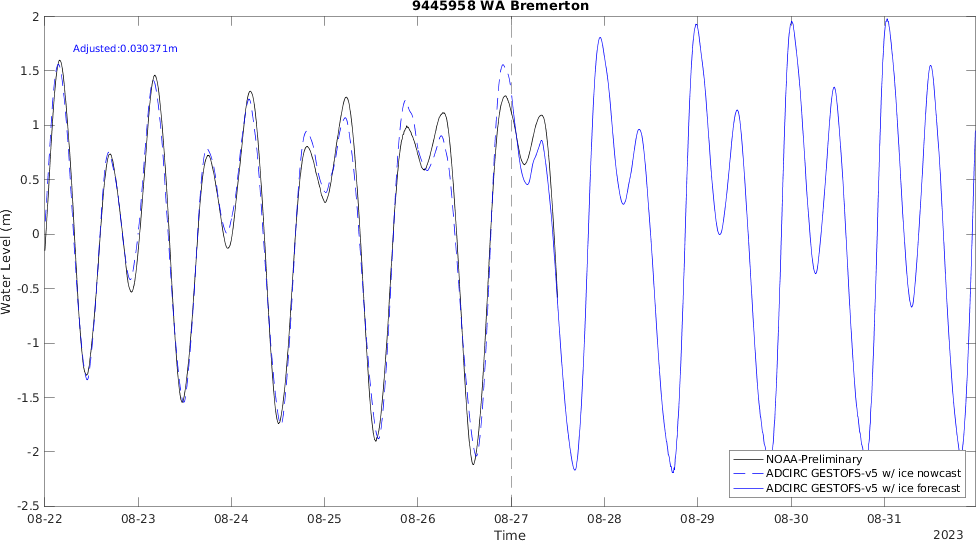 9445958 WA Bremerton
Adjusted:0.030371m
2
1.5
1
0.5
0
-0.5
-1
-1.5
-2
-2.5
Water Level (m)
08-22 08-23 08-24 08-25 08-26 08-27 08-28 08-29 08-30 08-31
Time
2023
NOAA-Preliminary
ADCIRC GESTOFS-v5 w/ ice nowcast
ADCIRC GESTOFS-v5 w/ ice forecast